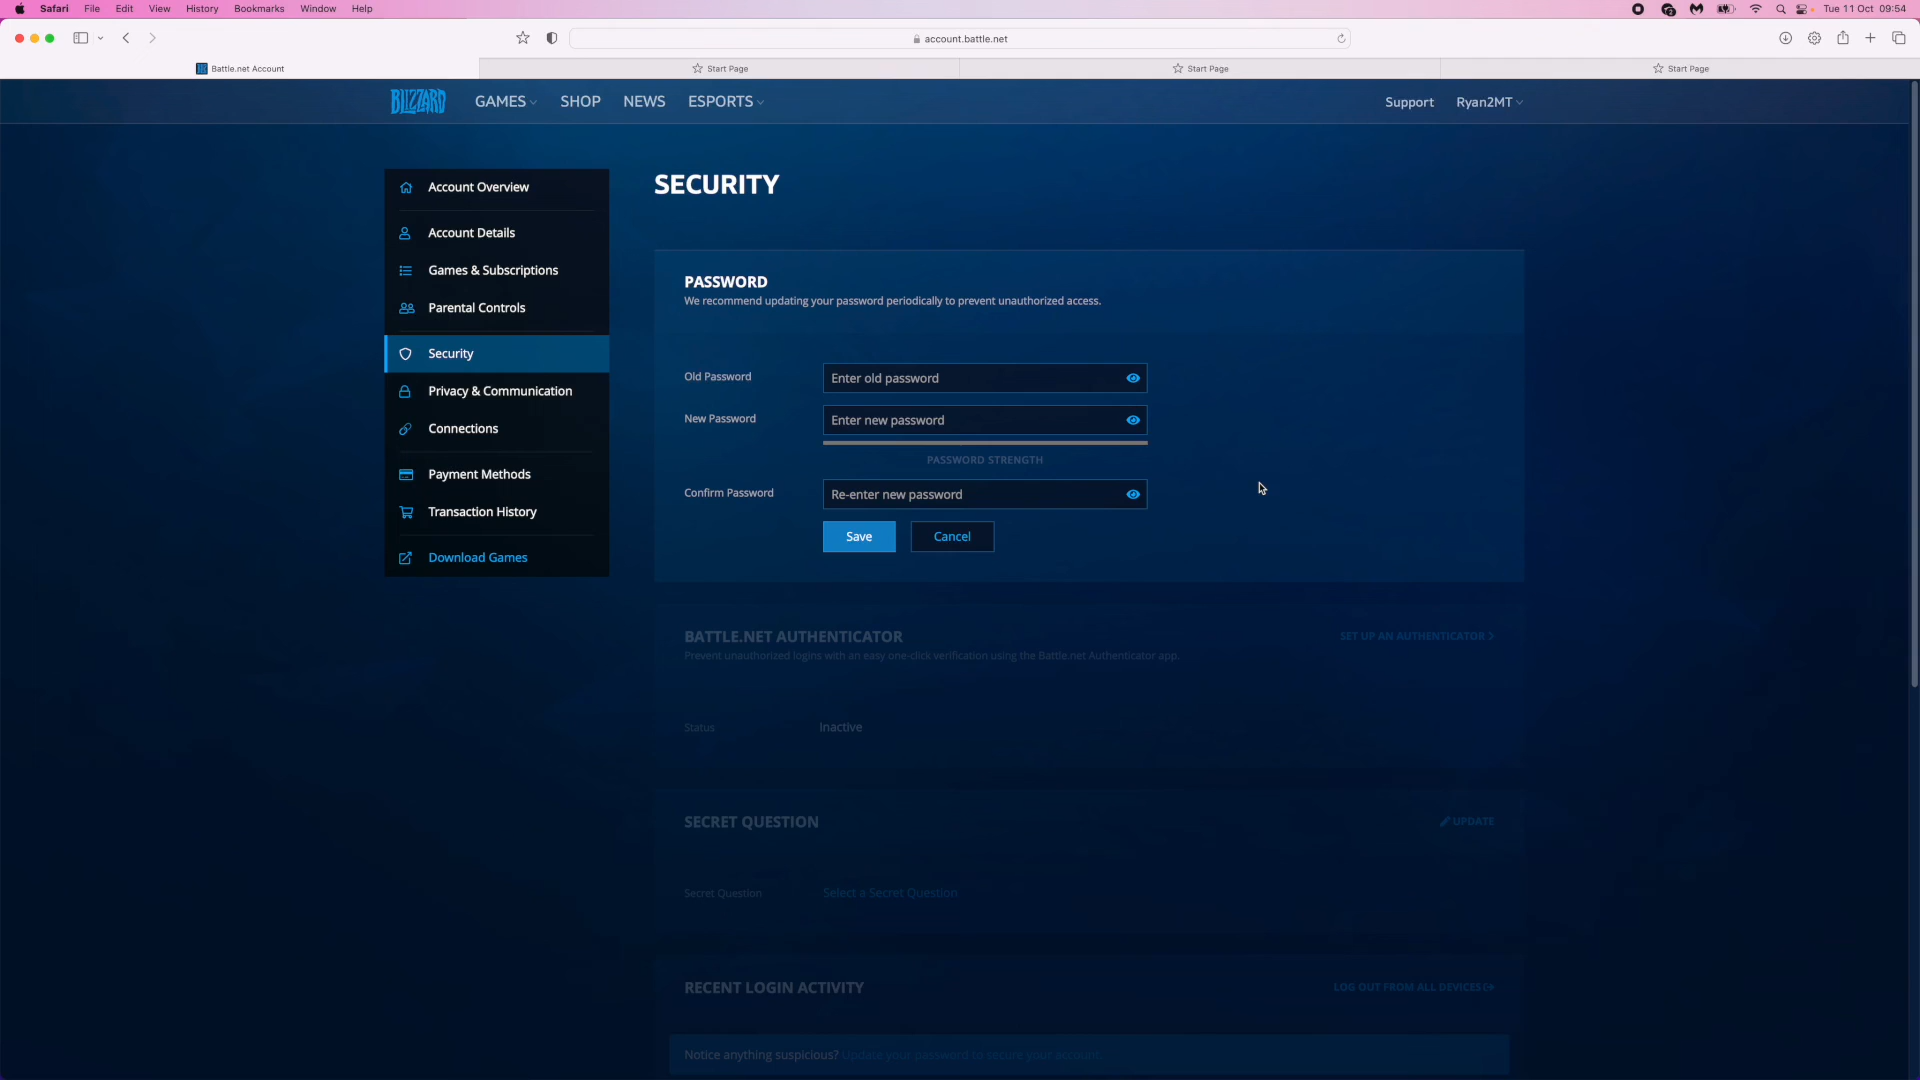 Safari File Edit View History Bookmarks Window Help Tue 11 Oct 09:54
account.battle.net
Battle.net Account Start Page Start Page Start Page
BLIZZARD GAMES SHOP NEWS ESPORTS Support Ryan2MT
Account Overview
Account Details
Games & Subscriptions
Parental Controls
Security
Privacy & Communication
Connections
Payment Methods
Transaction History
Download Games
SECURITY
PASSWORD
We recommend updating your password periodically to prevent unauthorized access.
Old Password Enter old password
New Password Enter new password
PASSWORD STRENGTH
Confirm Password Re-enter new password
Save Cancel
BATTLE.NET AUTHENTICATOR SET UP AN AUTHENTICATOR
Prevent unauthorized logins with an easy one-click verification using the Battle.net Authenticator app.
Status Inactive
SECRET QUESTION UPDATE
Secret Question Select a Secret Question
RECENT LOGIN ACTIVITY LOG OUT FROM ALL DEVICES
Notice anything suspicious? Update your password to secure your account.